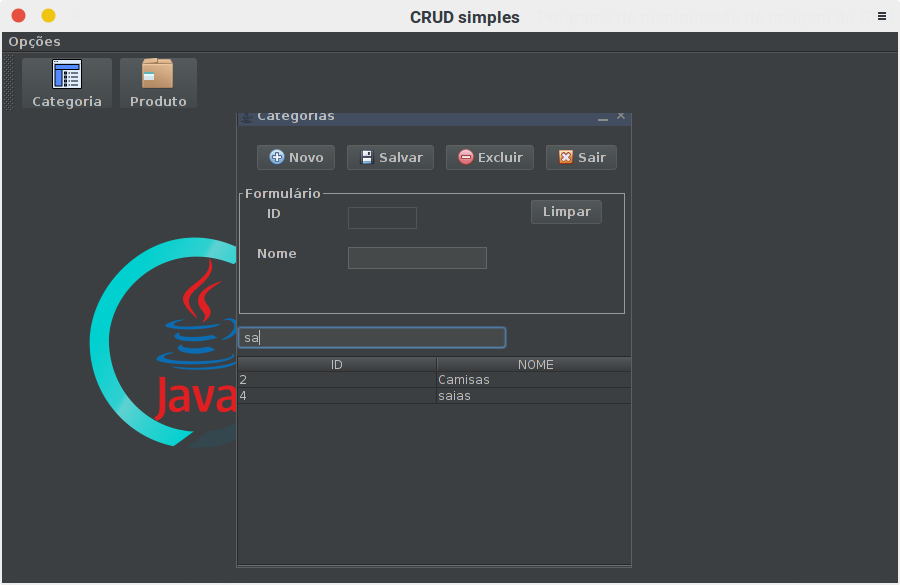 CRUD simples
Opções
Categoria
Produto
Categorias
Novo
Salvar
Excluir
Sair
Formulário
ID
Limpar
Nome
Java
sa
ID NOME
2 Camisas
4 saias